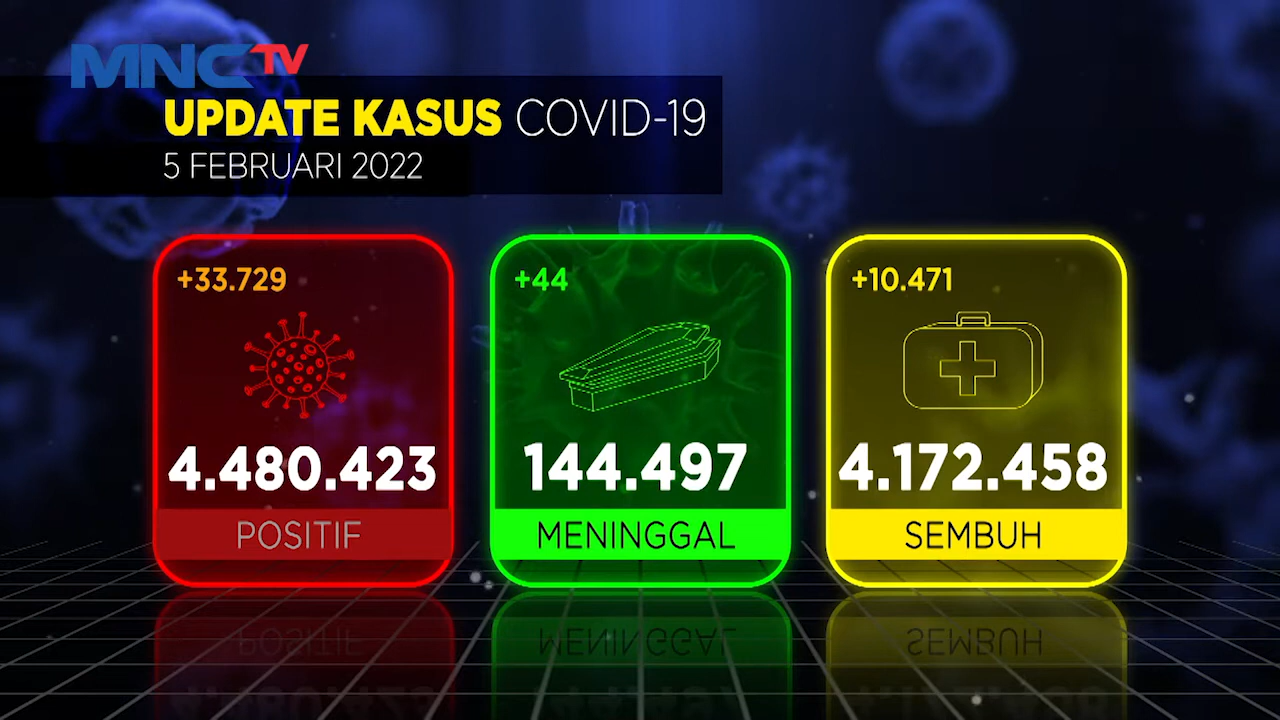 MNCTV
UPDATE KASUS COVID-19
5 FEBRUARI 2022
+33.729
4.480.423
POSITIF
+44
144.497
MENINGGAL
+10.471
4.172.458
SEMBUH